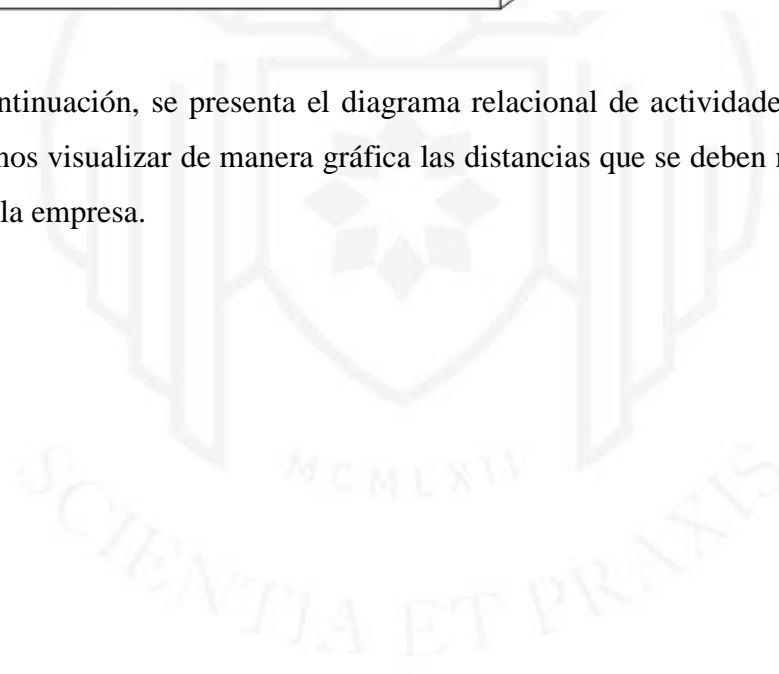 ntinuación, se presenta el diagrama relacional de actividade
nos visualizar de manera gráfica las distancias que se deben
la empresa.
MCMLXII
SCIENTIA ET PRAXIS